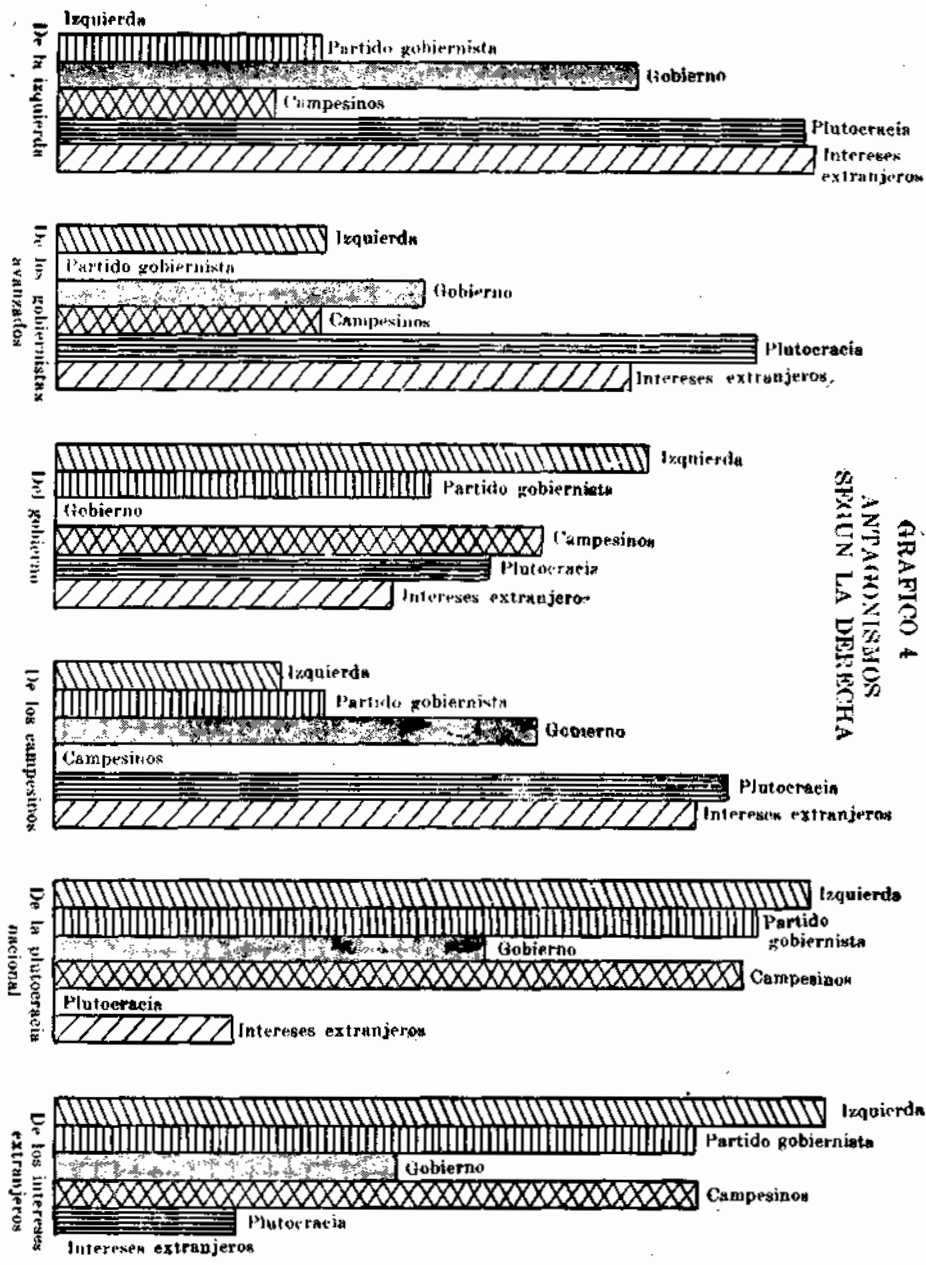 GRAFICO 4
ANTAGONISMOS
SEGUN LA DERECHA
De la izquierda
Izquierda
Partido gobiernista
Gobierno
Campesinos
Plutocracia
Intereses
extranjeros
De los gobiernistas
avanzados
Izquierda
Partido gobiernista
Gobierno
Campesinos
Plutocracia
Intereses extranjeros
Del gobierno
Izquierda
Partido gobiernista
Gobierno
Campesinos
Plutocracia
Intereses extranjeros
De los campesinos
Izquierda
Partido gobiernista
Gobierno
Campesinos
Plutocracia
Intereses extranjeros
De la plutocracia
nacional
Izquierda
Partido
gobiernista
Gobierno
Campesinos
Plutocracia
Intereses extranjeros
De los intereses
extranjeros
Izquierda
Partido gobiernista
Gobierno
Campesinos
Plutocracia
Intereses extranjeros